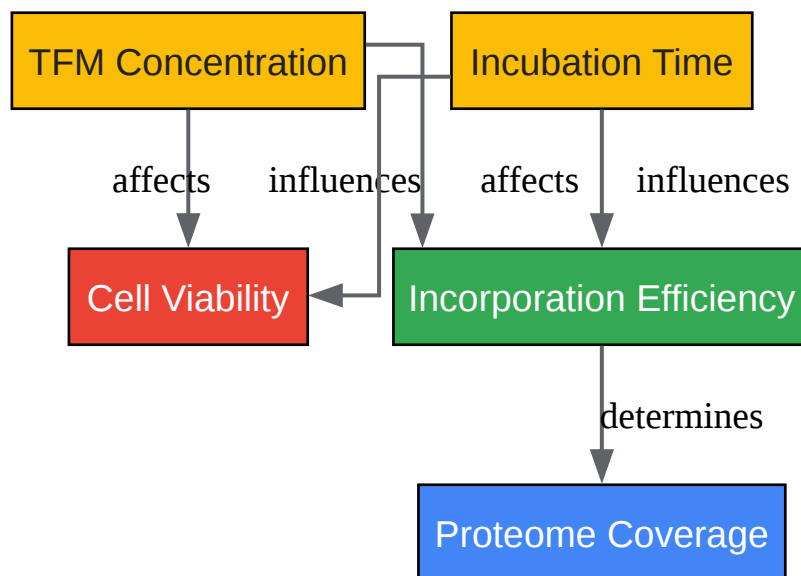 TFM Concentration
Incubation Time
affects
influences
affects
influences
Cell Viability
Incorporation Efficiency
determines
Proteome Coverage